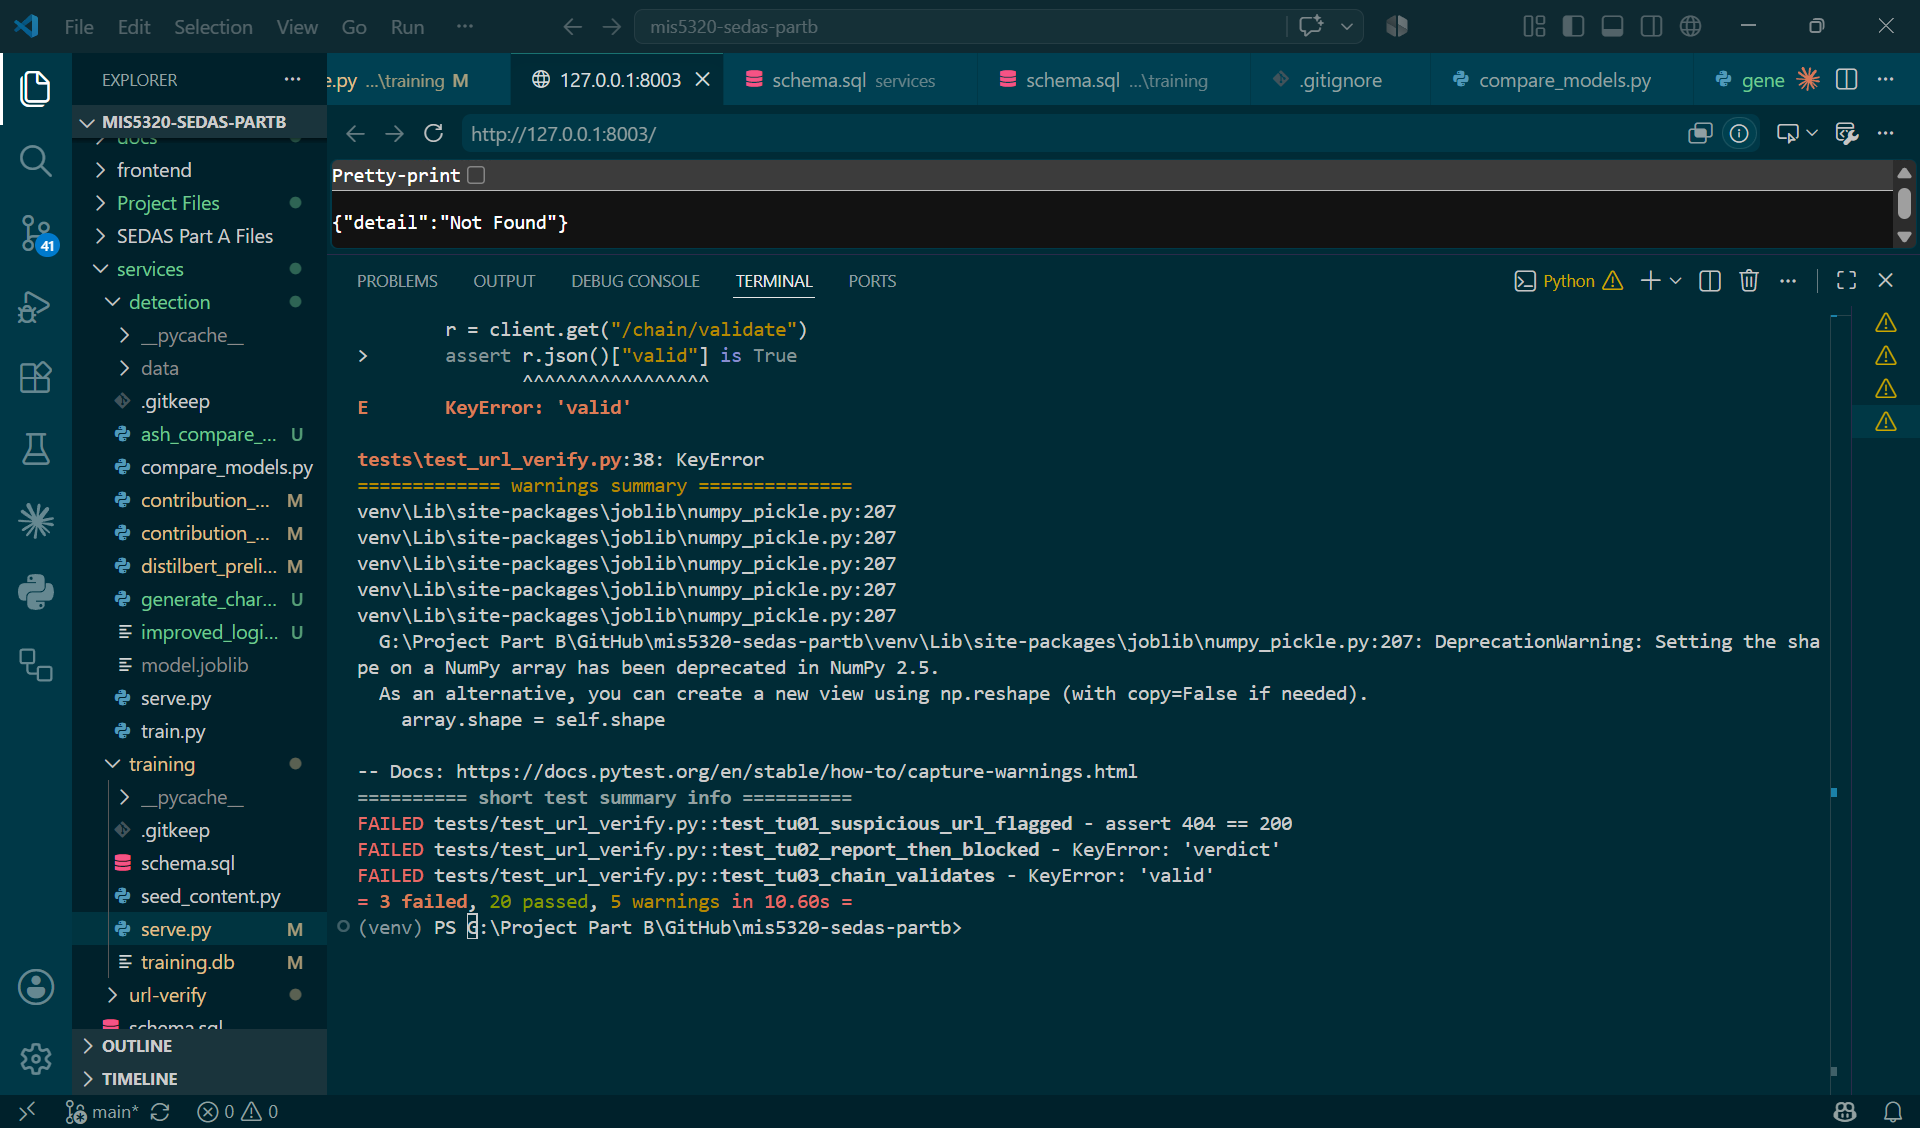 File Edit Selection View Go Run ···
mis5320-sedas-partb
EXPLORER ···
e.py ...\training M
127.0.0.1:8003
schema.sql services
schema.sql ...\training
.gitignore
compare_models.py
gene
MIS5320-SEDAS-PARTB
docs
frontend
Project Files
SEDAS Part A Files
services
detection
__pycache__
data
.gitkeep
ash_compare_... U
compare_models.py
contribution_... M
contribution_... M
distilbert_preli... M
generate_char... U
improved_logi... U
model.joblib
serve.py
train.py
training
__pycache__
.gitkeep
schema.sql
seed_content.py
serve.py M
training.db M
url-verify
schema.sql
OUTLINE
TIMELINE
41
http://127.0.0.1:8003/
Pretty-print
{"detail":"Not Found"}
PROBLEMS OUTPUT DEBUG CONSOLE TERMINAL PORTS
Python
r = client.get("/chain/validate")
> assert r.json()["valid"] is True
^^^^^^^^^^^^^^^^^
E KeyError: 'valid'
tests\test_url_verify.py:38: KeyError
============= warnings summary ==============
venv\Lib\site-packages\joblib\numpy_pickle.py:207
venv\Lib\site-packages\joblib\numpy_pickle.py:207
venv\Lib\site-packages\joblib\numpy_pickle.py:207
venv\Lib\site-packages\joblib\numpy_pickle.py:207
venv\Lib\site-packages\joblib\numpy_pickle.py:207
G:\Project Part B\GitHub\mis5320-sedas-partb\venv\Lib\site-packages\joblib\numpy_pickle.py:207: DeprecationWarning: Setting the sha
pe on a NumPy array has been deprecated in NumPy 2.5.
As an alternative, you can create a new view using np.reshape (with copy=False if needed).
array.shape = self.shape
-- Docs: https://docs.pytest.org/en/stable/how-to/capture-warnings.html
========== short test summary info ==========
FAILED tests/test_url_verify.py::test_tu01_suspicious_url_flagged - assert 404 == 200
FAILED tests/test_url_verify.py::test_tu02_report_then_blocked - KeyError: 'verdict'
FAILED tests/test_url_verify.py::test_tu03_chain_validates - KeyError: 'valid'
= 3 failed, 20 passed, 5 warnings in 10.60s =
(venv) PS G:\Project Part B\GitHub\mis5320-sedas-partb>
main* 0 0